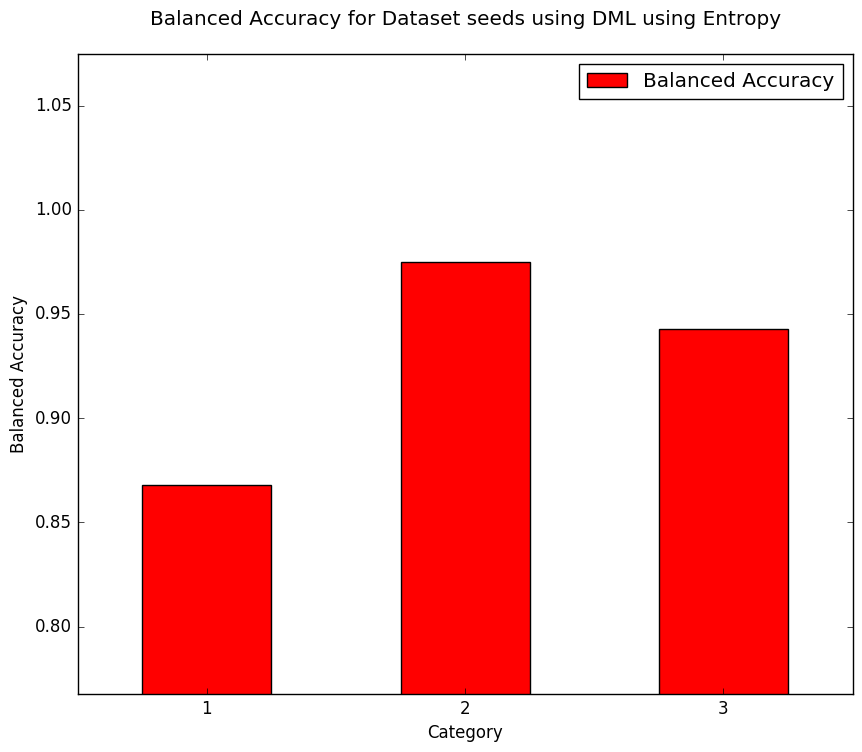 Balanced Accuracy for Dataset seeds using DML using Entropy
Balanced Accuracy
1.05
1.00
0.95
0.90
0.85
0.80
Balanced Accuracy
1 2 3
Category